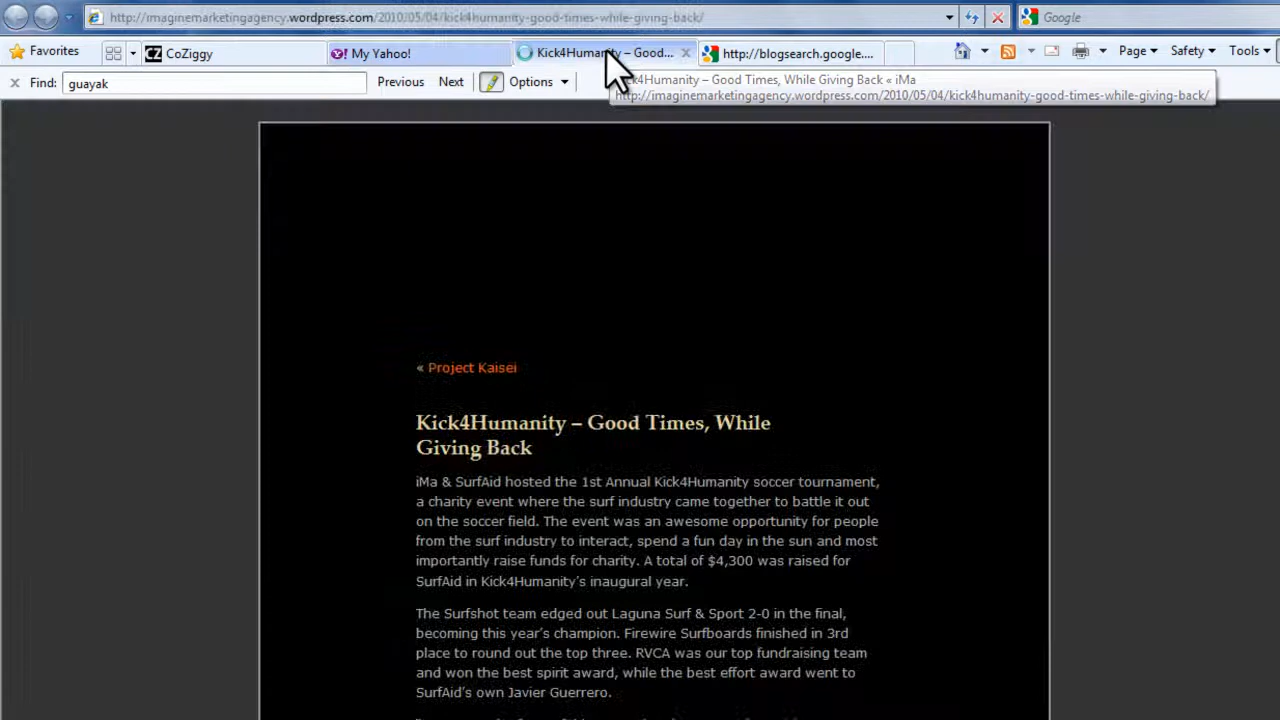 http://imaginemarketingagency.wordpress.com/2010/05/04/kick4humanity-good-times-while-giving-back/
Google
Favorites
CZ CoZiggy
My Yahoo!
Kick4Humanity – Good...
http://blogsearch.google....
Page
Safety
Tools
Find: guayak
Previous
Next
Options
k4Humanity – Good Times, While Giving Back « iMa
http://imaginemarketingagency.wordpress.com/2010/05/04/kick4humanity-good-times-while-giving-back/
« Project Kaisei
Kick4Humanity – Good Times, While
Giving Back
iMa & SurfAid hosted the 1st Annual Kick4Humanity soccer tournament,
a charity event where the surf industry came together to battle it out
on the soccer field. The event was an awesome opportunity for people
from the surf industry to interact, spend a fun day in the sun and most
importantly raise funds for charity. A total of $4,300 was raised for
SurfAid in Kick4Humanity's inaugural year.
The Surfshot team edged out Laguna Surf & Sport 2-0 in the final,
becoming this year's champion. Firewire Surfboards finished in 3rd
place to round out the top three. RVCA was our top fundraising team
and won the best spirit award, while the best effort award went to
SurfAid's own Javier Guerrero.